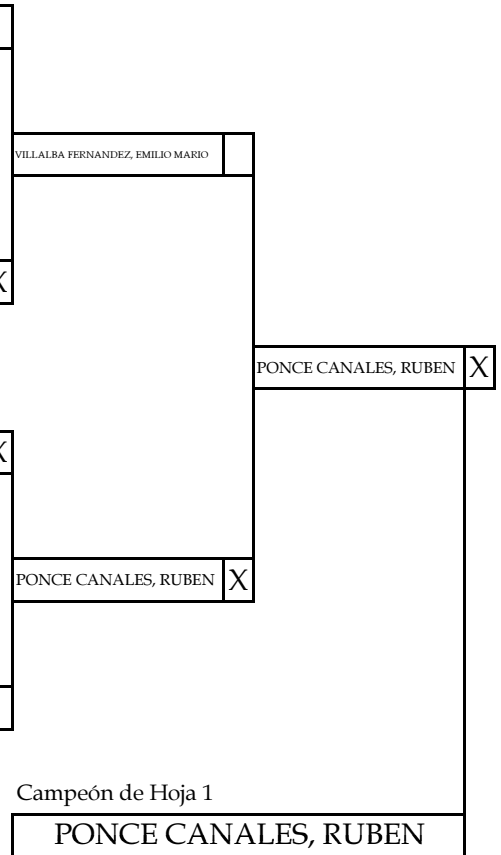 VILLALBA FERNANDEZ, EMILIO MARIO
X
PONCE CANALES, RUBEN X
X
PONCE CANALES, RUBEN X
Campeón de Hoja 1
PONCE CANALES, RUBEN